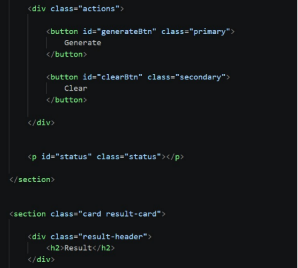 <div class="actions">
<button id="generateBtn" class="primary">
Generate
</button>
<button id="clearBtn" class="secondary">
Clear
</button>
</div>
<p id="status" class="status"></p>
</section>
<section class="card result-card">
<div class="result-header">
<h2>Result</h2>
</div>